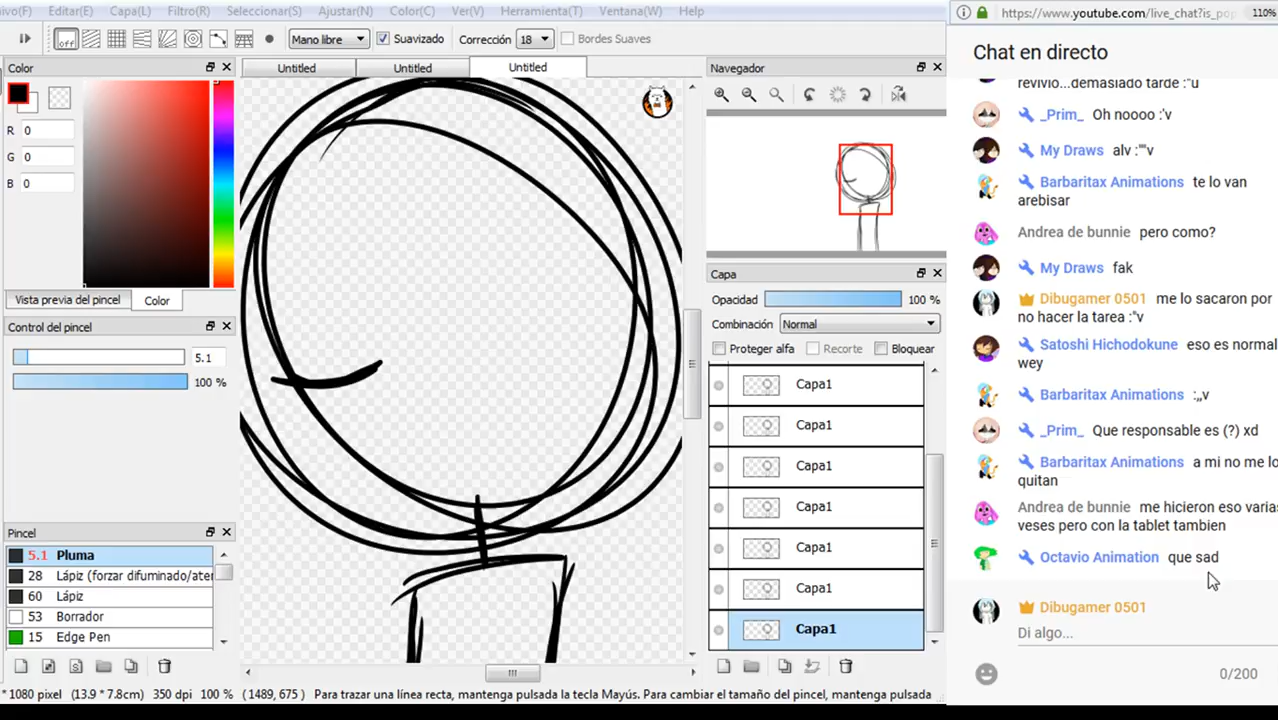 ivo(F) Editar(E) Capa(L) Filtro(R) Seleccionar(S) Ajustar(N) Color(C) Ver(R) Herramienta(T) Ventana(W) Help
https://www.youtube.com/live_chat?is_pop 110%
off Mano libre Suavizado Corrección 18 Bordes Suaves
Color
Untitled Untitled Untitled
Navegador
R 0
G 0
B 0
Vista previa del pincel Color
Control del pincel
5.1
100 %
Pincel
5.1 Pluma
28 Lápiz (forzar difuminado/ater
60 Lápiz
53 Borrador
15 Edge Pen
Capa
Opacidad 100 %
Combinación Normal
Proteger alfa Recorte Bloquear
Capa1
Capa1
Capa1
Capa1
Capa1
Capa1
Capa1
* 1080 pixel (13.9 * 7.8cm) 350 dpi 100 % (1489, 675) Para trazar una línea recta, mantenga pulsada la tecla Mayús. Para cambiar el tamaño del pincel, mantenga pulsada
Chat en directo
revivio...demasiado tarde :"u
_Prim_ Oh noooo :'v
My Draws alv :""v
Barbaritax Animations te lo van
arebisar
Andrea de bunnie pero como?
My Draws fak
Dibugamer 0501 me lo sacaron por
no hacer la tarea :"v
Satoshi Hichodokune eso es normal
wey
Barbaritax Animations :,,v
_Prim_ Que responsable es (?) xd
Barbaritax Animations a mi no me lo
quitan
Andrea de bunnie me hicieron eso varias
veses pero con la tablet tambien
Octavio Animation que sad
Dibugamer 0501
Di algo...
0/200